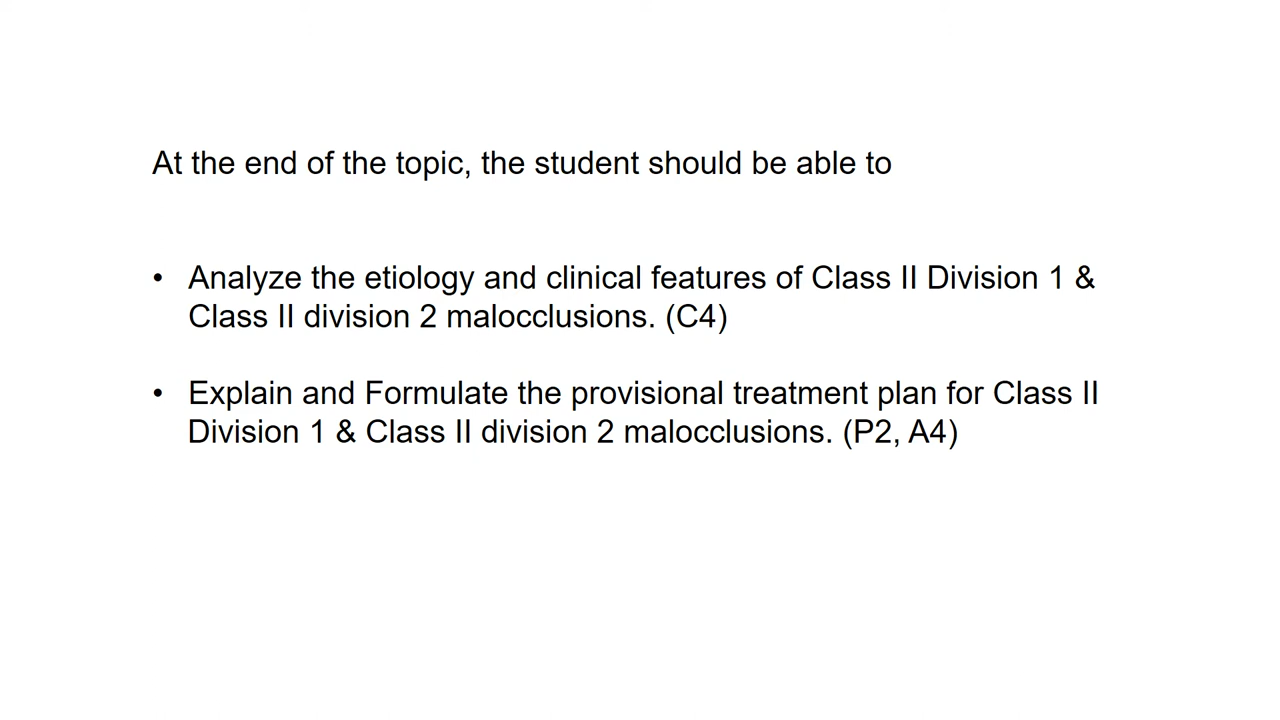 At the end of the topic, the student should be able to
• Analyze the etiology and clinical features of Class II Division 1 &
Class II division 2 malocclusions. (C4)
• Explain and Formulate the provisional treatment plan for Class II
Division 1 & Class II division 2 malocclusions. (P2, A4)